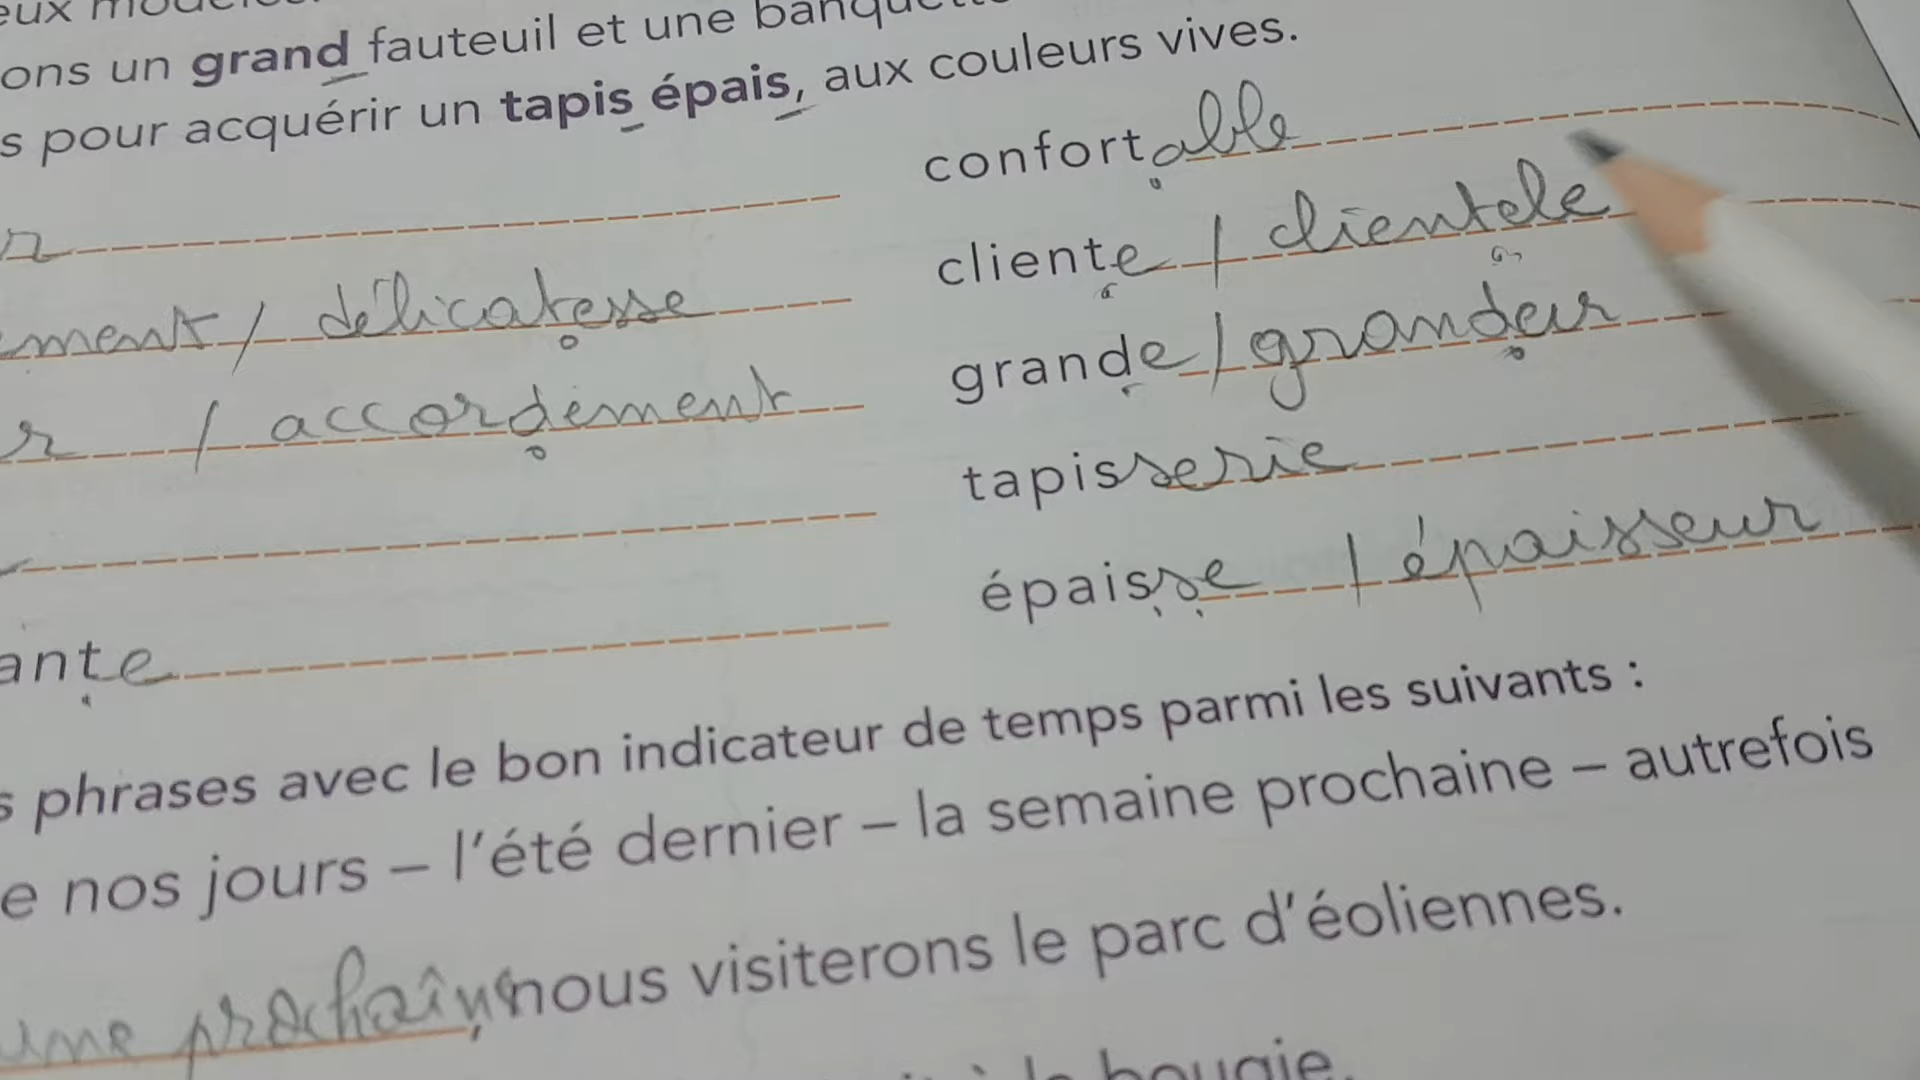 ons un grand fauteuil et une
s pour acquérir un tapis épais, aux couleurs vives.
confortable
cliente / clientele
ment / délicatesse
grande / grandeur
r / accordement
tapisserie
épaisse / épaisseur
ante
s phrases avec le bon indicateur de temps parmi les suivants :
e nos jours – l'été dernier – la semaine prochaine – autrefois
nous visiterons le parc d'éoliennes.
la bougie.